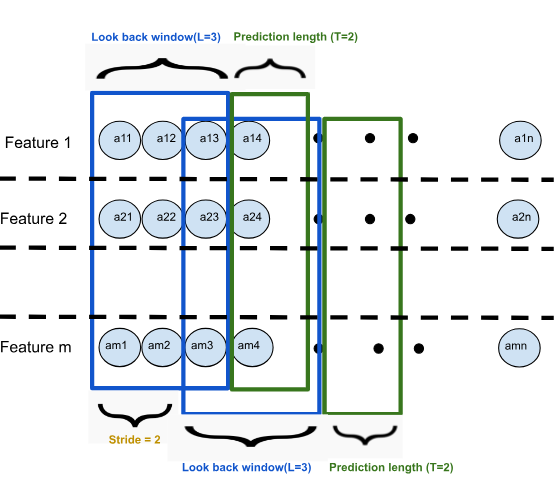 Look back window(L=3) Prediction length (T=2)
Feature 1 a11 a12 a13 a14 a1n
Feature 2 a21 a22 a23 a24 a2n
Feature m am1 am2 am3 am4 amn
Stride = 2
Look back window(L=3) Prediction length (T=2)